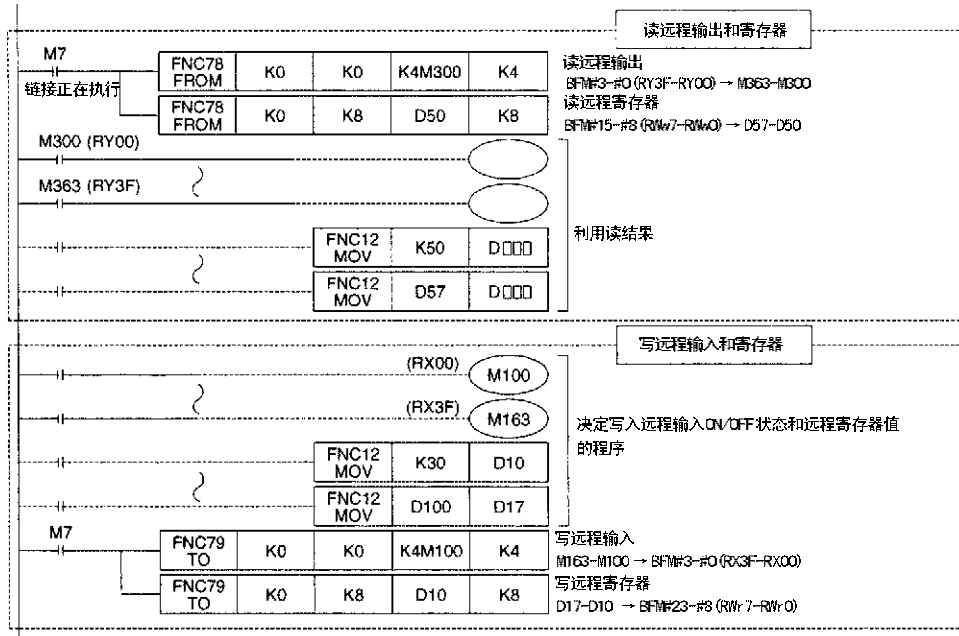 读远程输出和寄存器
M7
链接正在执行
FNC78 FROM K0 K0 K4M300 K4
读远程输出
BFM#3-#0(RY3F-RY00) → M363-M300
FNC78 FROM K0 K8 D50 K8
读远程寄存器
BFM#15-#8(RWw7-RWw0) → D57-D50
M300 (RY00)
M363 (RY3F)
利用读结果
FNC12 MOV K50 D□□□
FNC12 MOV D57 D□□□
写远程输入和寄存器
(RX00) M100
(RX3F) M163
决定写入远程输入ON/OFF状态和远程寄存器值
的程序
FNC12 MOV K30 D10
FNC12 MOV D100 D17
M7
FNC79 TO K0 K0 K4M100 K4
写远程输入
M163-M100 → BFM#3-#0(RX3F-RX00)
FNC79 TO K0 K8 D10 K8
写远程寄存器
D17-D10 → BFM#23-#8(RWr7-RWr0)